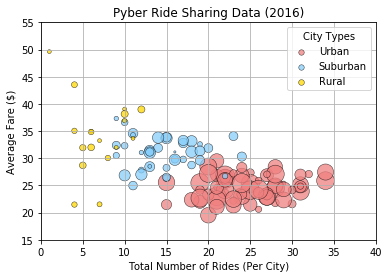 Pyber Ride Sharing Data (2016)
City Types
Urban
Suburban
Rural
55
50
45
40
35
30
25
20
15
Average Fare ($)
0 5 10 15 20 25 30 35 40
Total Number of Rides (Per City)